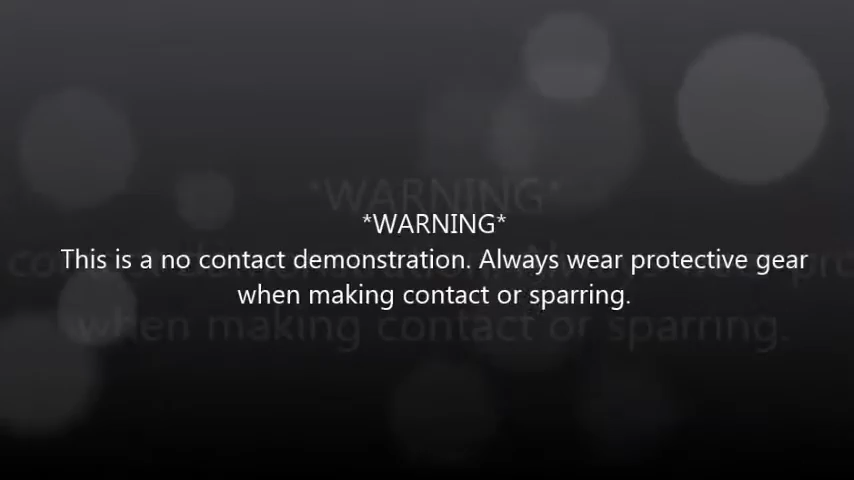 *WARNING*
This is a no contact demonstration. Always wear protective gear
when making contact or sparring.